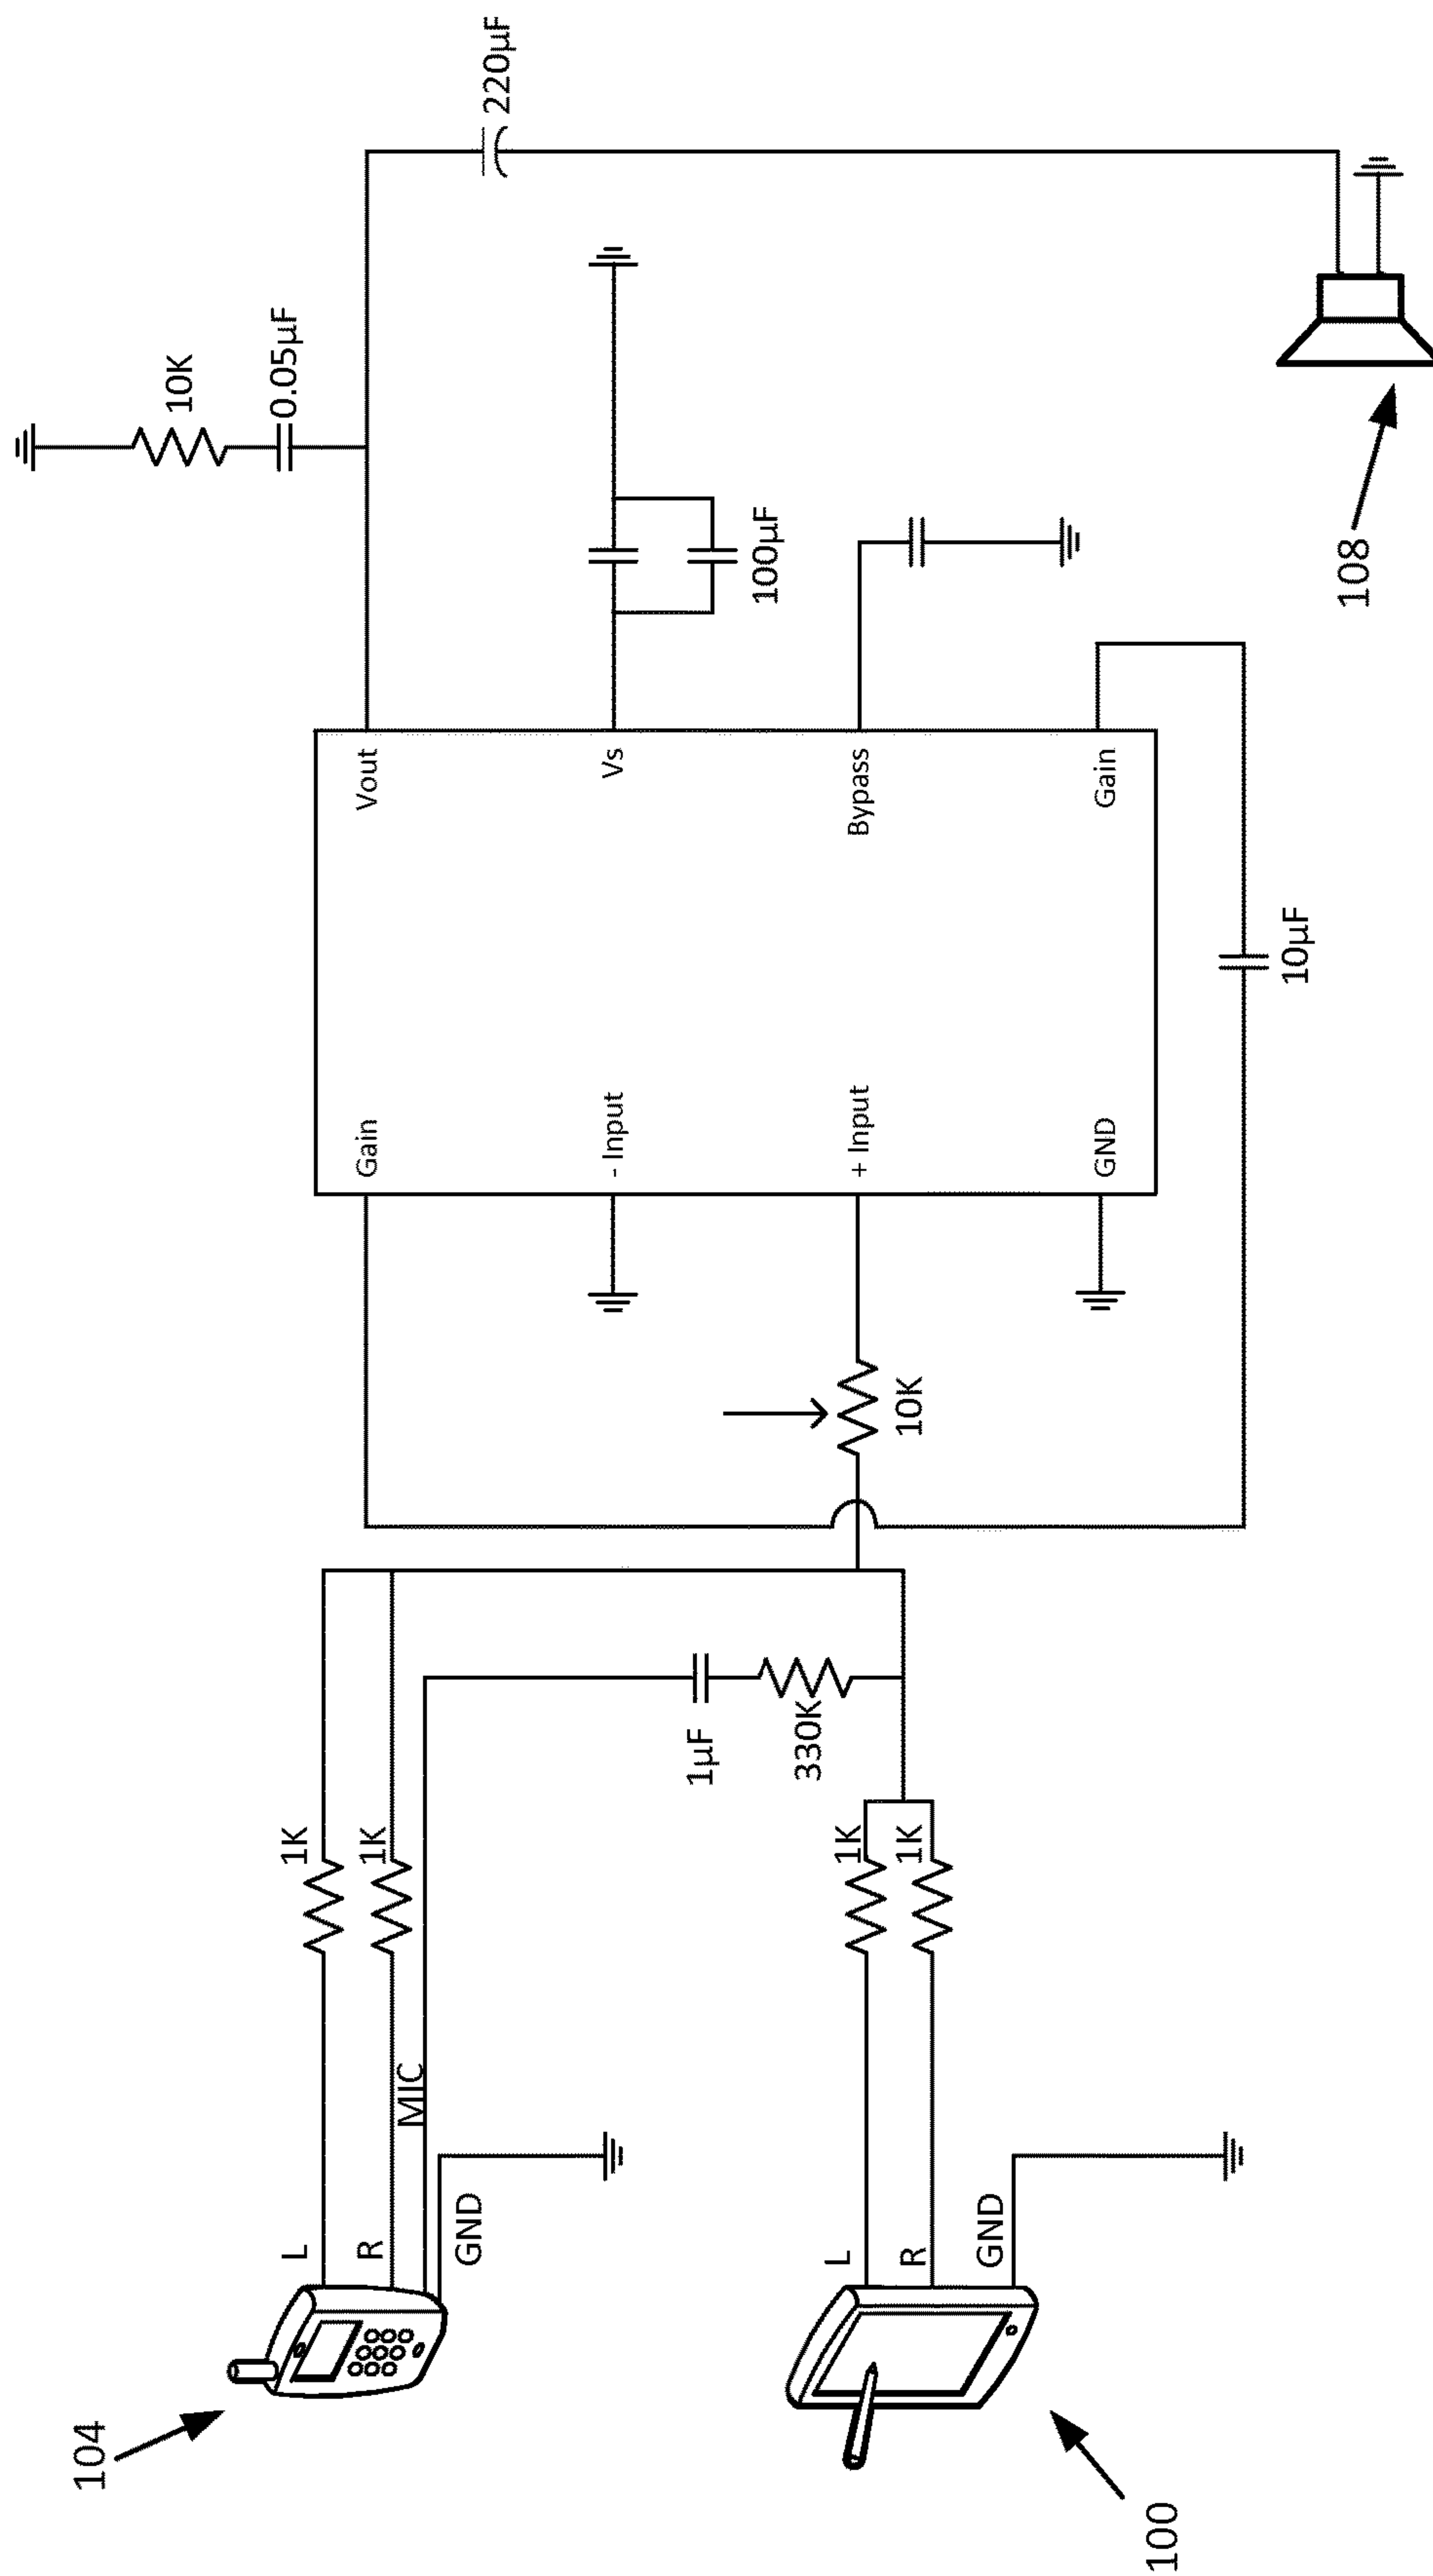 104
L
1K
R
1K
MIC
GND
1µF
330K
100
L
1K
R
1K
GND
10K
Gain
- Input
+ Input
GND
Vout
Vs
Bypass
Gain
10µF
10K
0.05µF
100µF
220µF
108